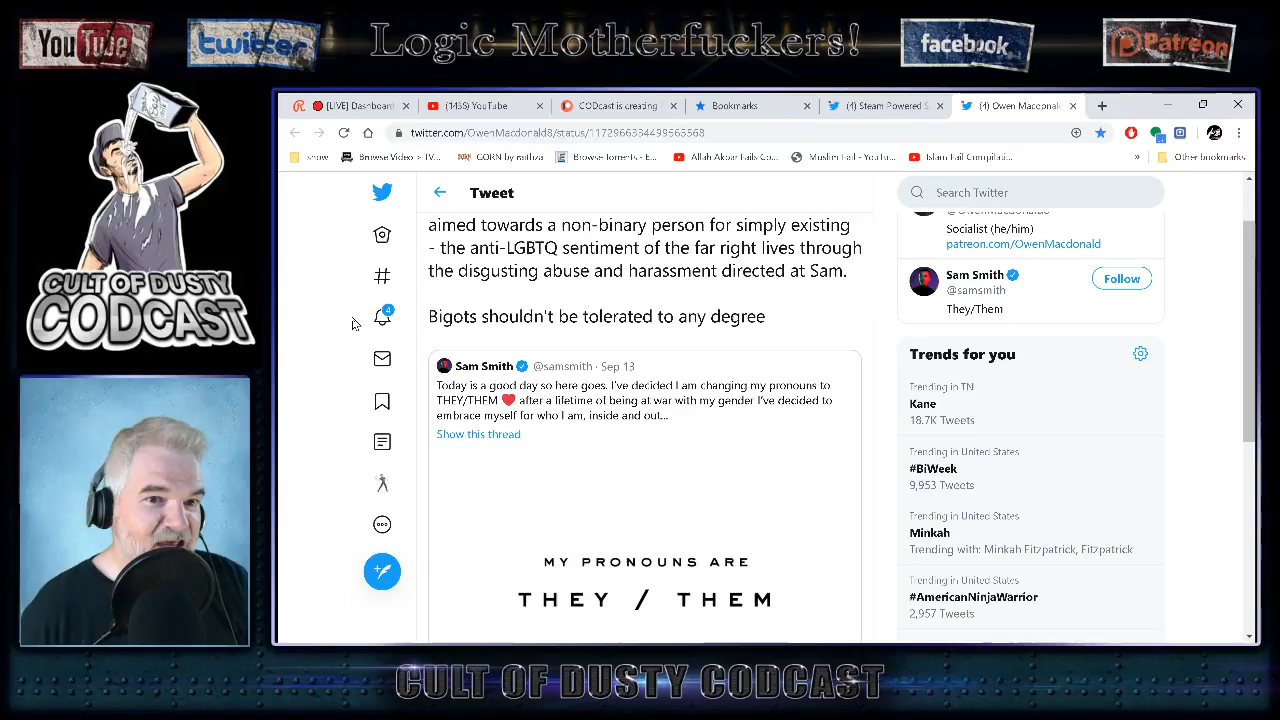 YouTube
twitter
Logic Motherfuckers!
facebook
Patreon
[LIVE] Dashboard
(1436) YouTube
CODcast is creating
Bookmarks
(4) Steam Powered S
(4) Owen Macdonald
twitter.com/OwenMacdonald8/status/1172966334499565568
show
Browse Video > TV...
GORN by raithza
Browse Torrents - E...
Allah Akbar Fails Co...
Muslim Fail - YouTu...
Islam Fail Compilati...
»
Other bookmarks
Tweet
Search Twitter
aimed towards a non-binary person for simply existing
- the anti-LGBTQ sentiment of the far right lives through
the disgusting abuse and harassment directed at Sam.
Bigots shouldn't be tolerated to any degree
4
Sam Smith @samsmith · Sep 13
Today is a good day so here goes. I've decided I am changing my pronouns to
THEY/THEM ❤ after a lifetime of being at war with my gender I've decided to
embrace myself for who I am, inside and out...
Show this thread
MY PRONOUNS ARE
THEY / THEM
Socialist (he/him)
patreon.com/OwenMacdonald
Sam Smith
@samsmith
Follow
They/Them
Trends for you
Trending in TN
Kane
18.7K Tweets
Trending in United States
#BiWeek
9,953 Tweets
Trending in United States
Minkah
Trending with: Minkah Fitzpatrick, Fitzpatrick
Trending in United States
#AmericanNinjaWarrior
2,957 Tweets
CULT OF DUSTY
CODCAST
CULT OF DUSTY CODCAST